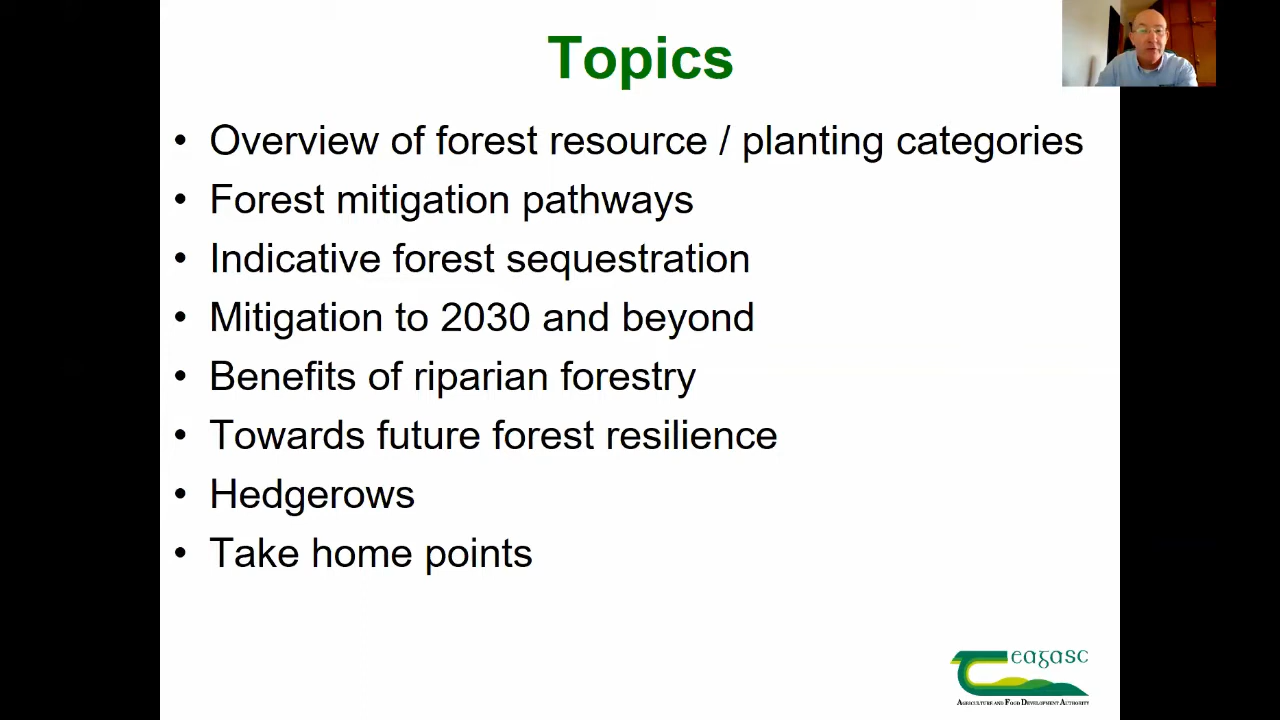 Topics
• Overview of forest resource / planting categories
• Forest mitigation pathways
• Indicative forest sequestration
• Mitigation to 2030 and beyond
• Benefits of riparian forestry
• Towards future forest resilience
• Hedgerows
• Take home points
eagasc
Agriculture and Food Development Authority